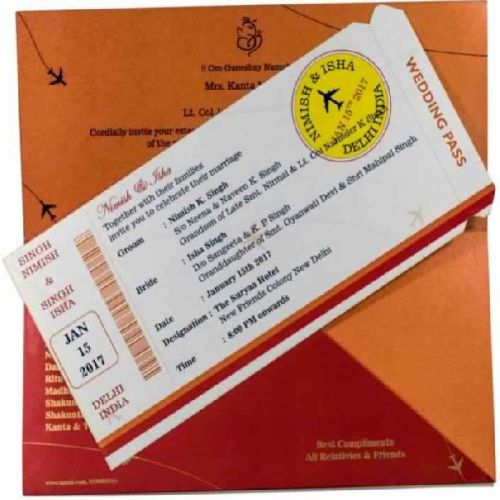 !! Om Ganeshay Namah
Mrs. Kanta
Lt. Col
Cordially invite your
of the
WEDDING PASS
NIMISH & ISHA
JAN 15TH 2017
DELHI INDIA
Nimish & Isha
Together with their families
invite you to celebrate their marriage
Groom : Nimish K. Singh
S/o Neena & Naveen K. Singh
Grandson of Late Smt. Nirmal & Lt. Col Narinder K Singh
Bride : Isha Singh
D/o Sangeeta & K. P Singh
Granddaughter of Smt. Gyanwati Devi & Shri Mahipal Singh
Date : January 15th 2017
Designation : The Suryaa Hotel
New Friends Colony New Delhi
Time : 8:00 PM onwards
SINGH
NIMISH
&
SINGH
ISHA
JAN
15
2017
DELHI
INDIA
Kanta &
Best Compliments
All Relativies & Friends